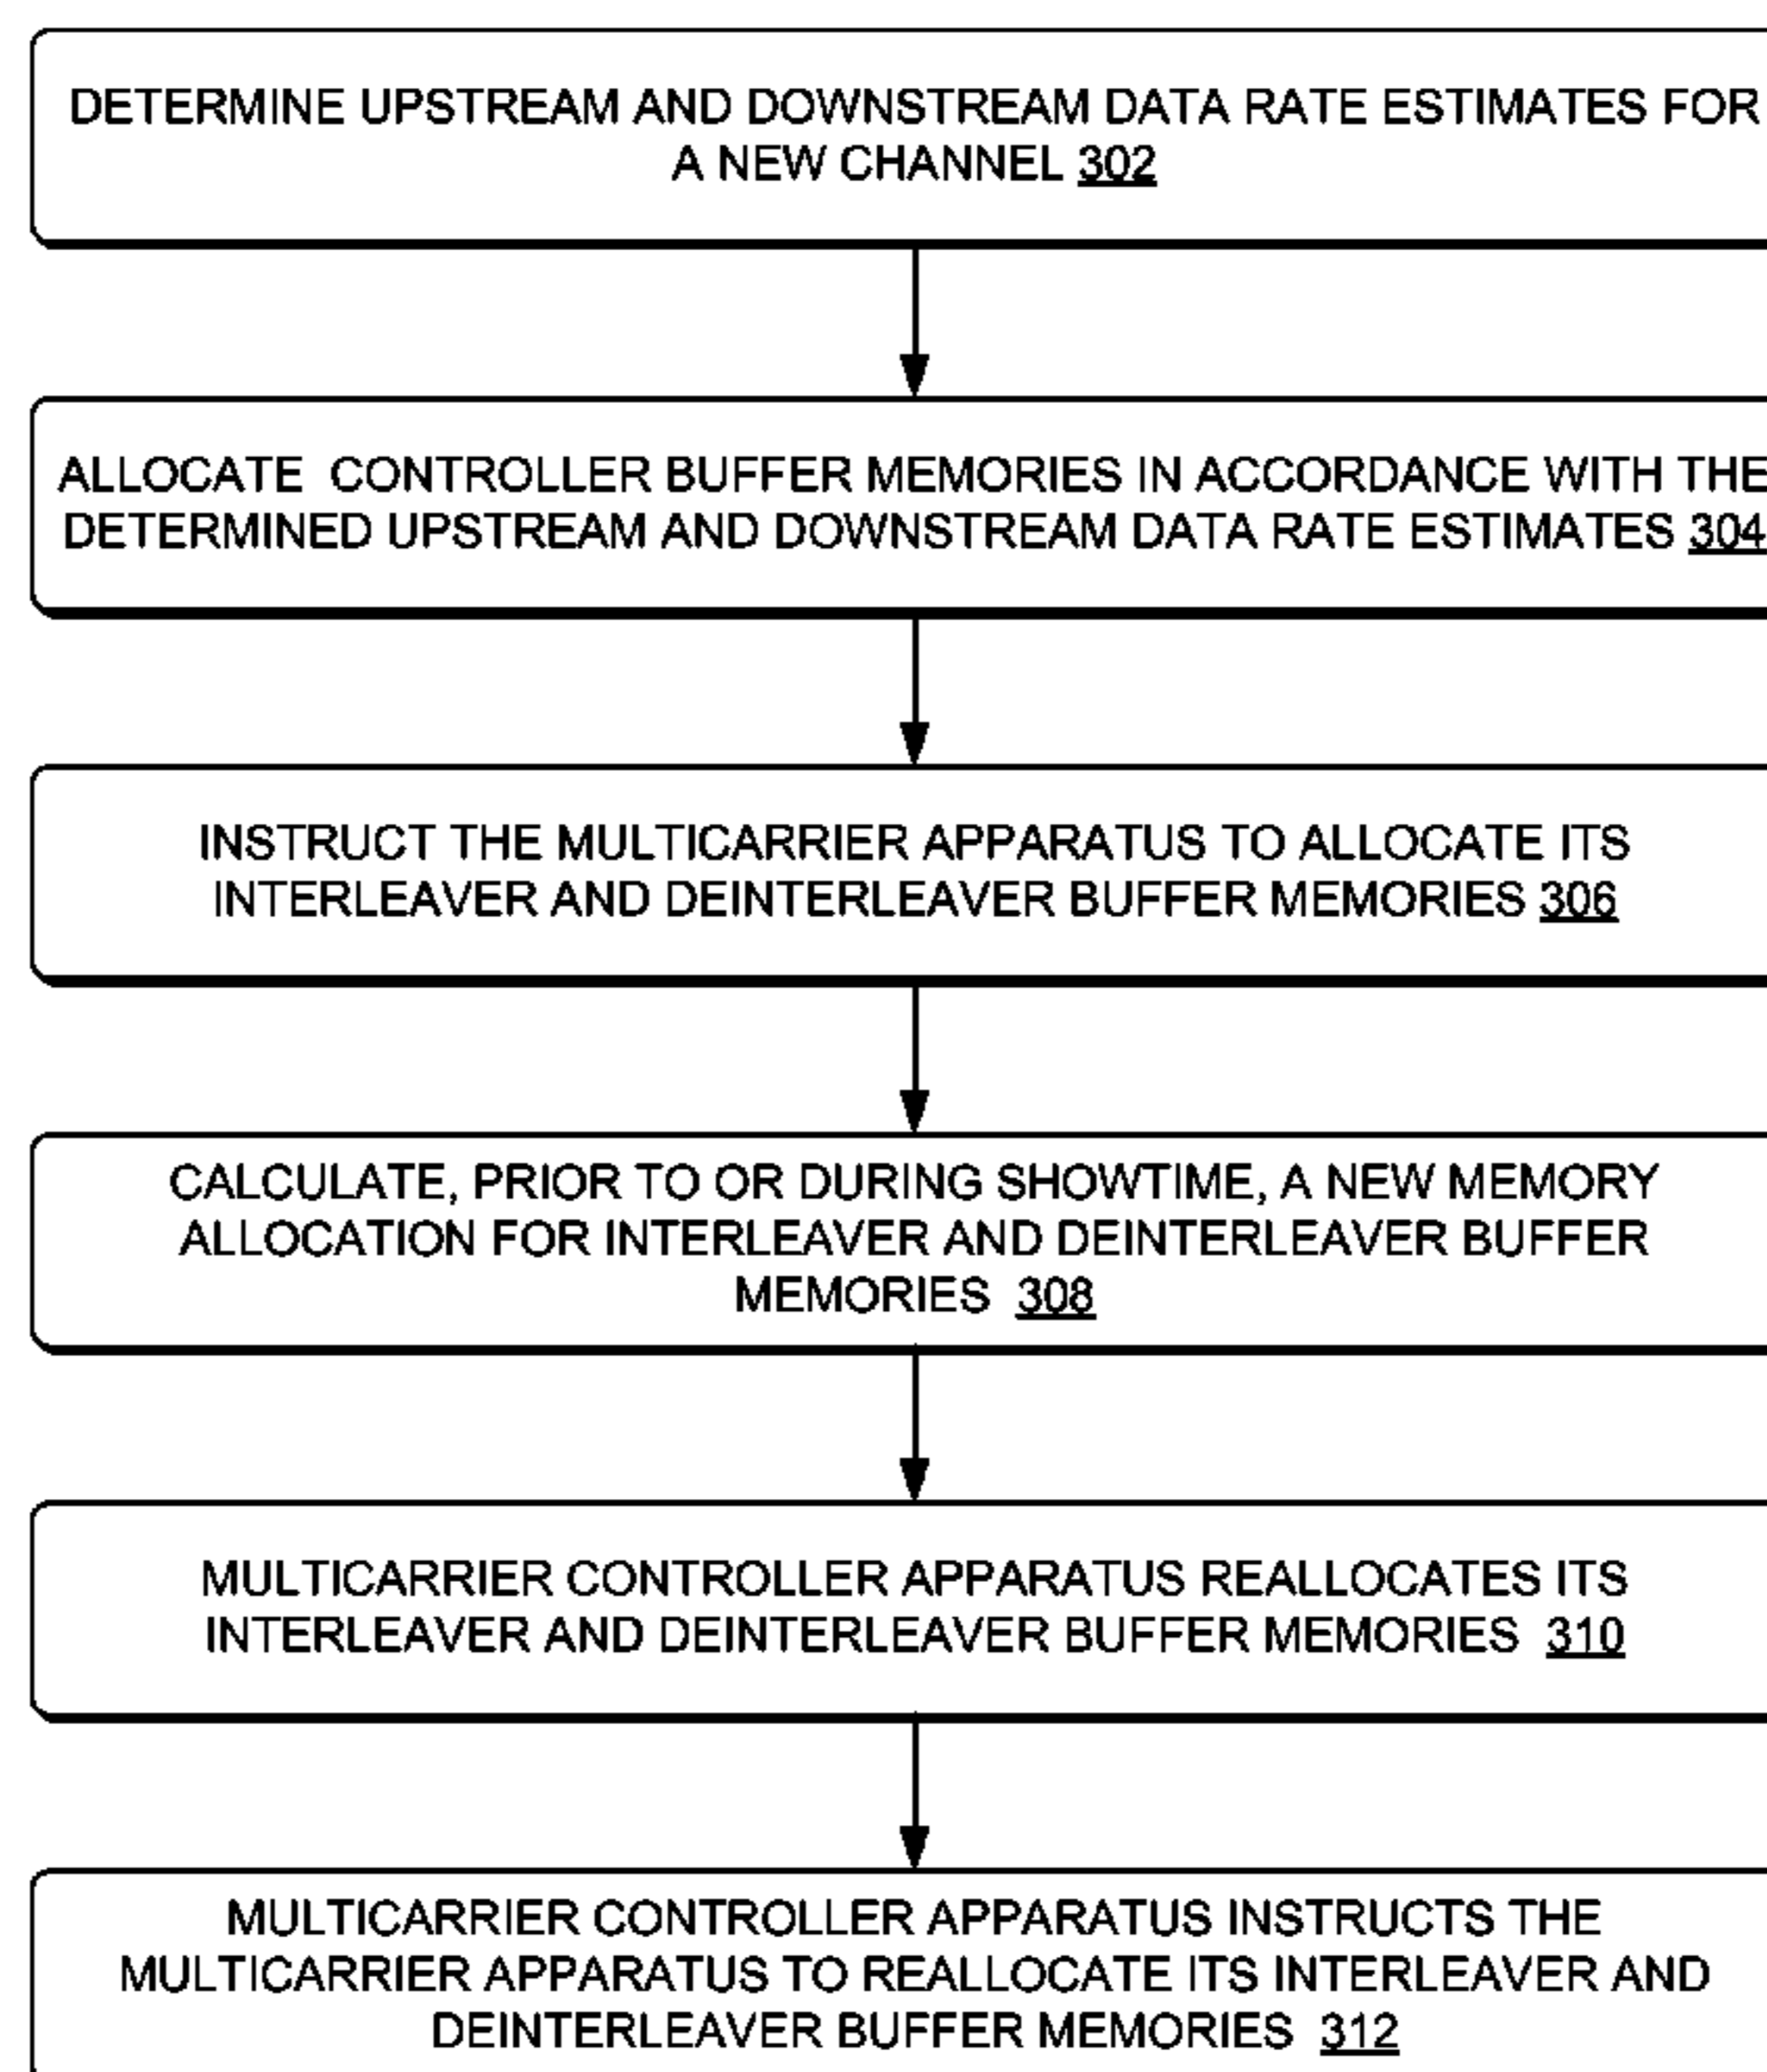 DETERMINE UPSTREAM AND DOWNSTREAM DATA RATE ESTIMATES FOR
A NEW CHANNEL 302
ALLOCATE CONTROLLER BUFFER MEMORIES IN ACCORDANCE WITH THE
DETERMINED UPSTREAM AND DOWNSTREAM DATA RATE ESTIMATES 304
INSTRUCT THE MULTICARRIER APPARATUS TO ALLOCATE ITS
INTERLEAVER AND DEINTERLEAVER BUFFER MEMORIES 306
CALCULATE, PRIOR TO OR DURING SHOWTIME, A NEW MEMORY
ALLOCATION FOR INTERLEAVER AND DEINTERLEAVER BUFFER
MEMORIES 308
MULTICARRIER CONTROLLER APPARATUS REALLOCATES ITS
INTERLEAVER AND DEINTERLEAVER BUFFER MEMORIES 310
MULTICARRIER CONTROLLER APPARATUS INSTRUCTS THE
MULTICARRIER APPARATUS TO REALLOCATE ITS INTERLEAVER AND
DEINTERLEAVER BUFFER MEMORIES 312